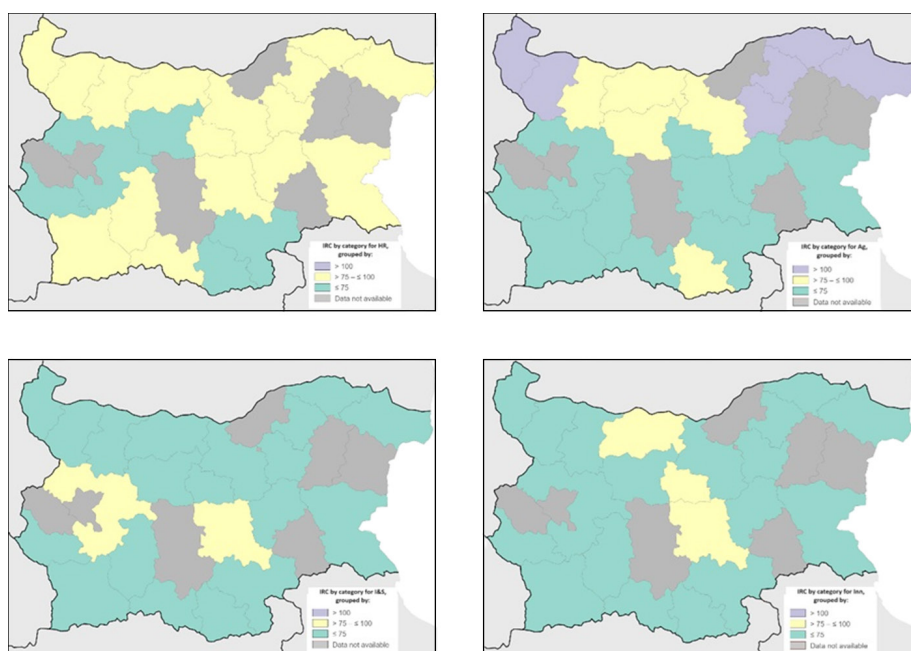 IRC by category for HR,
grouped by:
> 100
> 75 – ≤ 100
≤ 75
Data not available
IRC by category for Ag,
grouped by:
> 100
> 75 – ≤ 100
≤ 75
Data not available
IRC by category for I&S,
grouped by:
> 100
> 75 - ≤ 100
≤ 75
Data not available
IRC by category for Inn,
grouped by:
> 100
> 75 - ≤ 100
≤ 75
Data not available